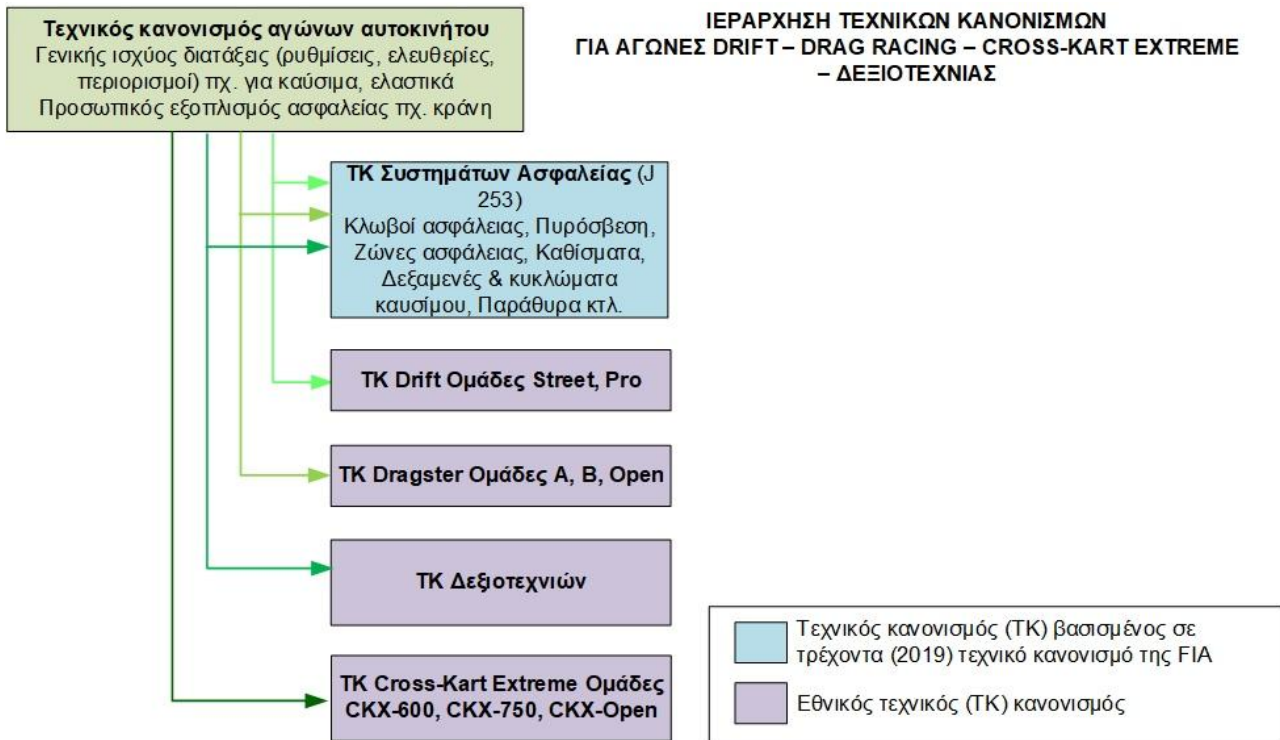 Τεχνικός κανονισμός αγώνων αυτοκινήτου
Γενικής ισχύος διατάξεις (ρυθμίσεις, ελευθερίες,
περιορισμοί) πχ. για καύσιμα, ελαστικά
Προσωπικός εξοπλισμός ασφαλείας πχ. κράνη
ΙΕΡΑΡΧΗΣΗ ΤΕΧΝΙΚΩΝ ΚΑΝΟΝΙΣΜΩΝ
ΓΙΑ ΑΓΩΝΕΣ DRIFT – DRAG RACING – CROSS-KART EXTREME
– ΔΕΞΙΟΤΕΧΝΙΑΣ
ΤΚ Συστημάτων Ασφαλείας (J
253)
Κλωβοί ασφάλειας, Πυρόσβεση,
Ζώνες ασφάλειας, Καθίσματα,
Δεξαμενές & κυκλώματα
καυσίμου, Παράθυρα κτλ.
ΤΚ Drift Ομάδες Street, Pro
ΤΚ Dragster Ομάδες Α, Β, Open
ΤΚ Δεξιοτεχνιών
ΤΚ Cross-Kart Extreme Ομάδες
CKX-600, CKX-750, CKX-Open
Τεχνικός κανονισμός (ΤΚ) βασισμένος σε
τρέχοντα (2019) τεχνικό κανονισμό της FIA
Εθνικός τεχνικός (ΤΚ) κανονισμός